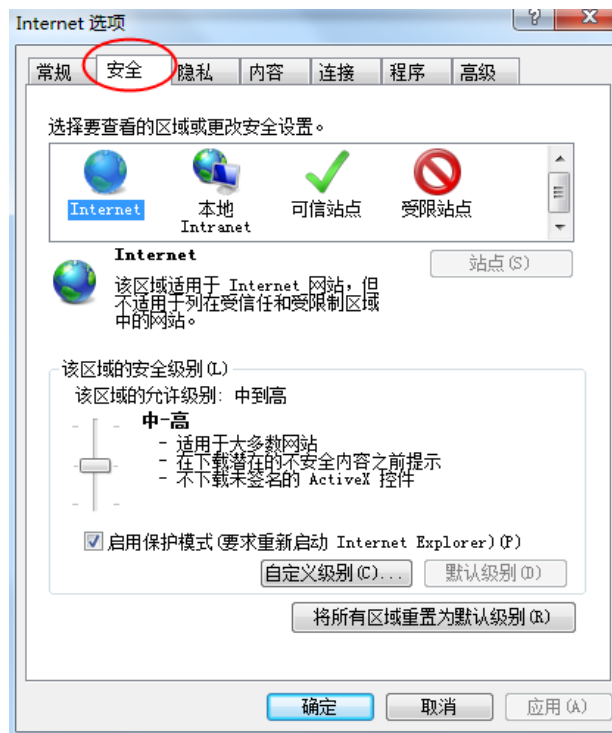 Internet 选项
常规 安全 隐私 内容 连接 程序 高级
选择要查看的区域或更改安全设置。
Internet 本地 可信站点 受限站点
Intranet
Internet
站点(S)
该区域适用于 Internet 网站，但
不适用于列在受信任和受限制区域
中的网站。
该区域的安全级别(L)
该区域的允许级别: 中到高
中-高
- 适用于大多数网站
- 在下载潜在的不安全内容之前提示
- 不下载未签名的 ActiveX 控件
启用保护模式(要求重新启动 Internet Explorer)(P)
自定义级别(C)... 默认级别(D)
将所有区域重置为默认级别(R)
确定 取消 应用(A)